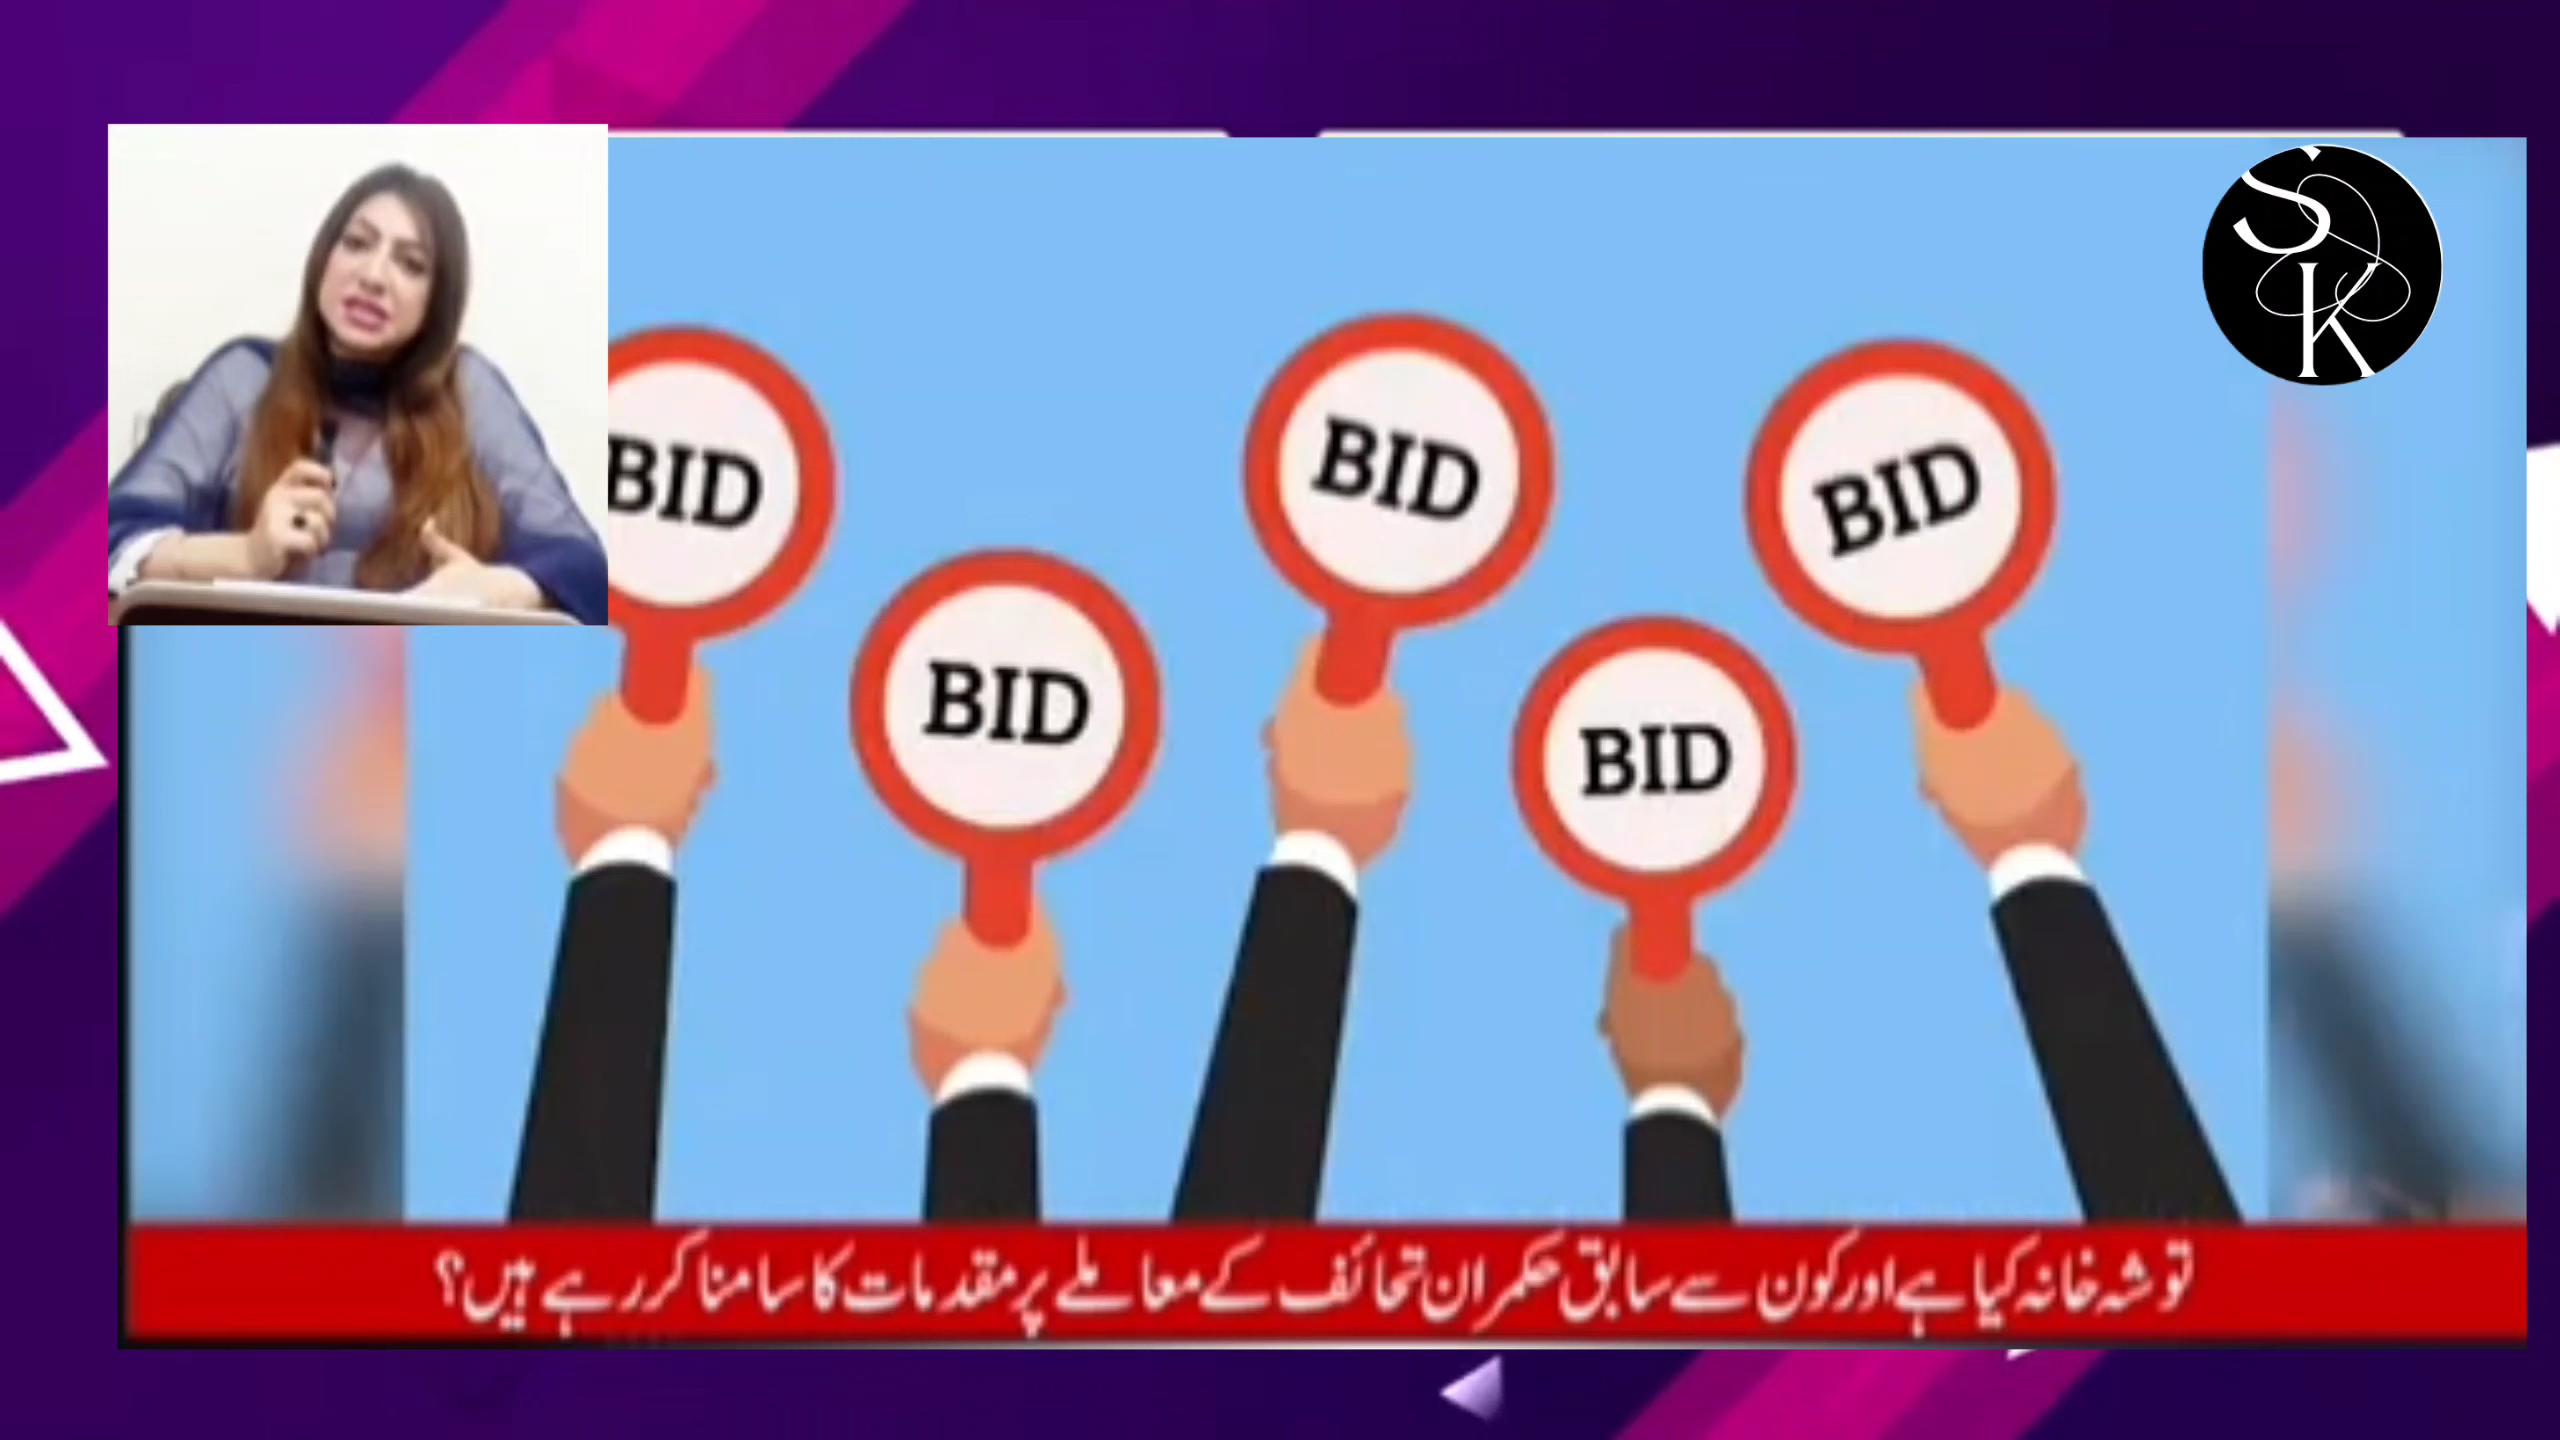 S
K
BID
BID
BID
BID
BID
توشہ خانہ کیا ہے اور کون سے سابق حکمران تحائف کے معاملے پر مقدمات کا سامنا کر رہے ہیں؟